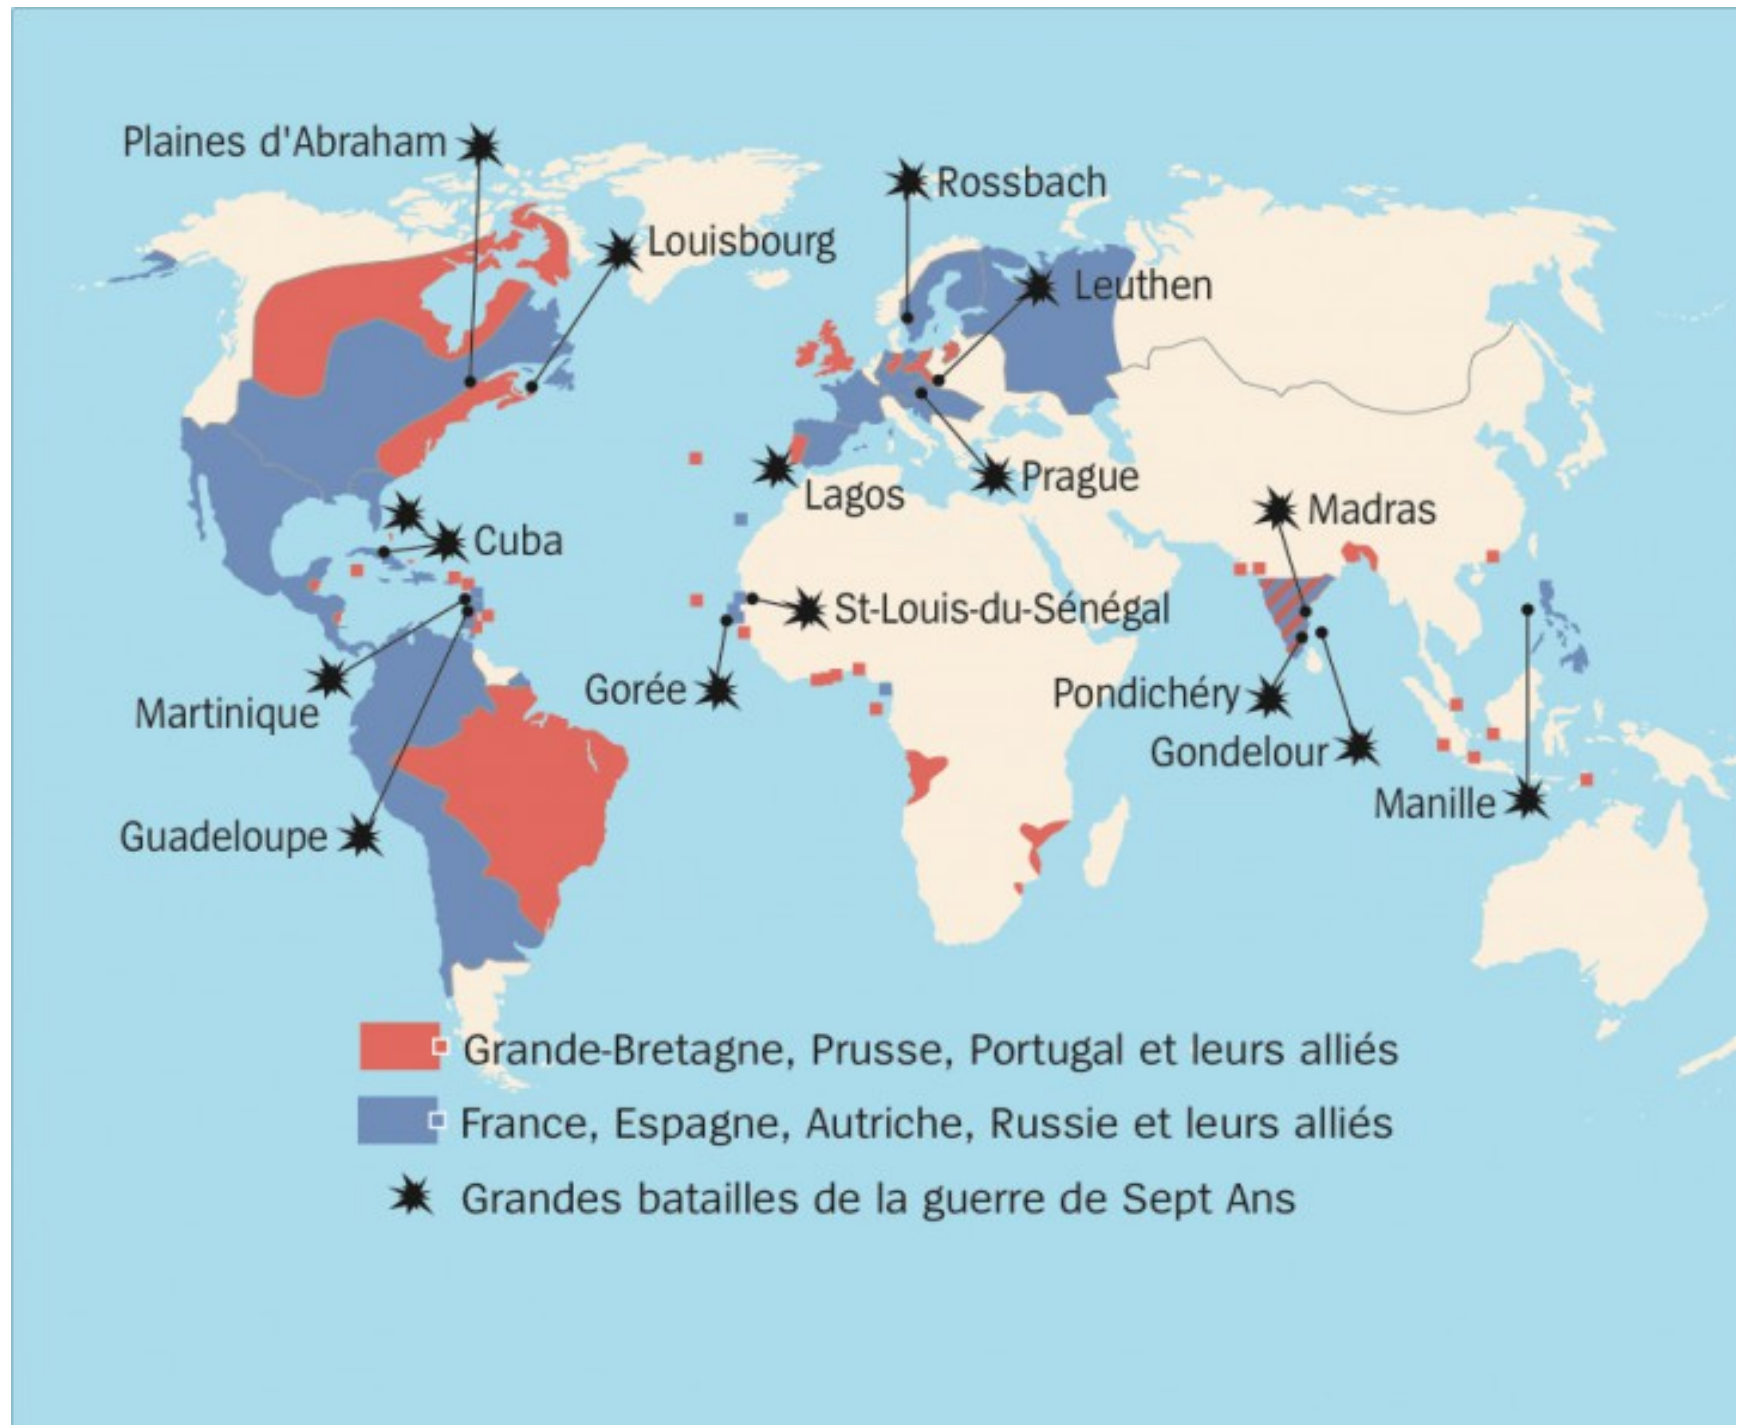 Plaines d'Abraham
Rossbach
Louisbourg
Leuthen
Prague
Lagos
Madras
Cuba
St-Louis-du-Sénégal
Gorée
Martinique
Pondichéry
Gondelour
Manille
Guadeloupe
Grande-Bretagne, Prusse, Portugal et leurs alliés
France, Espagne, Autriche, Russie et leurs alliés
Grandes batailles de la guerre de Sept Ans